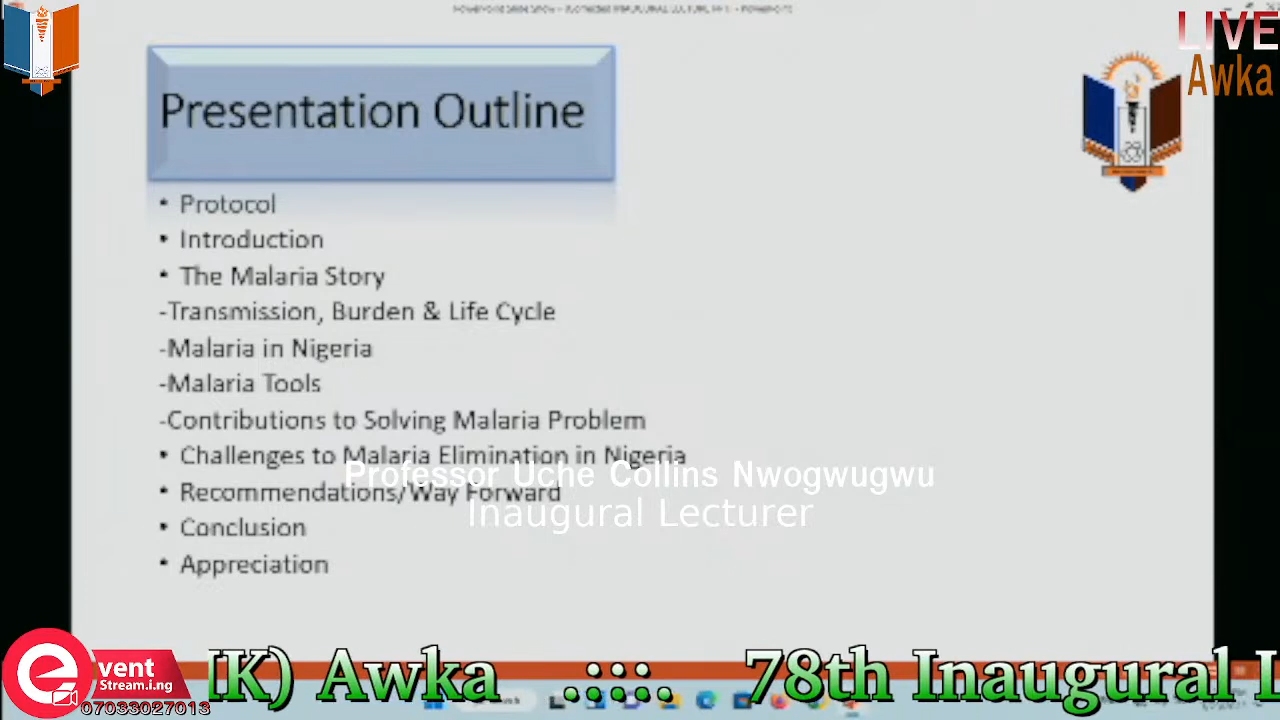 LIVE
Awka
Presentation Outline
• Protocol
• Introduction
• The Malaria Story
-Transmission, Burden & Life Cycle
-Malaria in Nigeria
-Malaria Tools
-Contributions to Solving Malaria Problem
• Challenges to Malaria Elimination in Nigeria
• Recommendations/Way Forward
• Conclusion
• Appreciation
Professor Uche Collins Nwogwugwu
Inaugural Lecturer
event
Stream.i.ng
07033027013
[K) Awka .:::. 78th Inaugural L